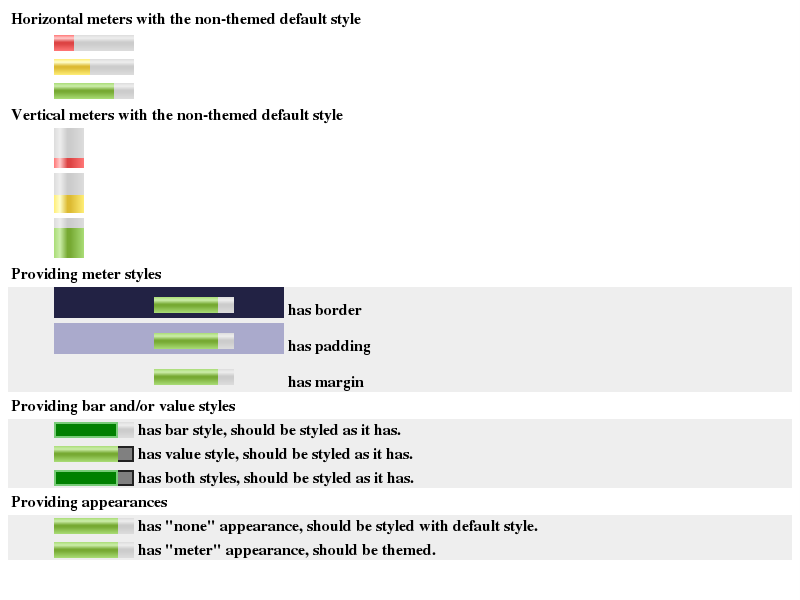 Horizontal meters with the non-themed default style
Vertical meters with the non-themed default style
Providing meter styles
has border
has padding
has margin
Providing bar and/or value styles
has bar style, should be styled as it has.
has value style, should be styled as it has.
has both styles, should be styled as it has.
Providing appearances
has "none" appearance, should be styled with default style.
has "meter" appearance, should be themed.